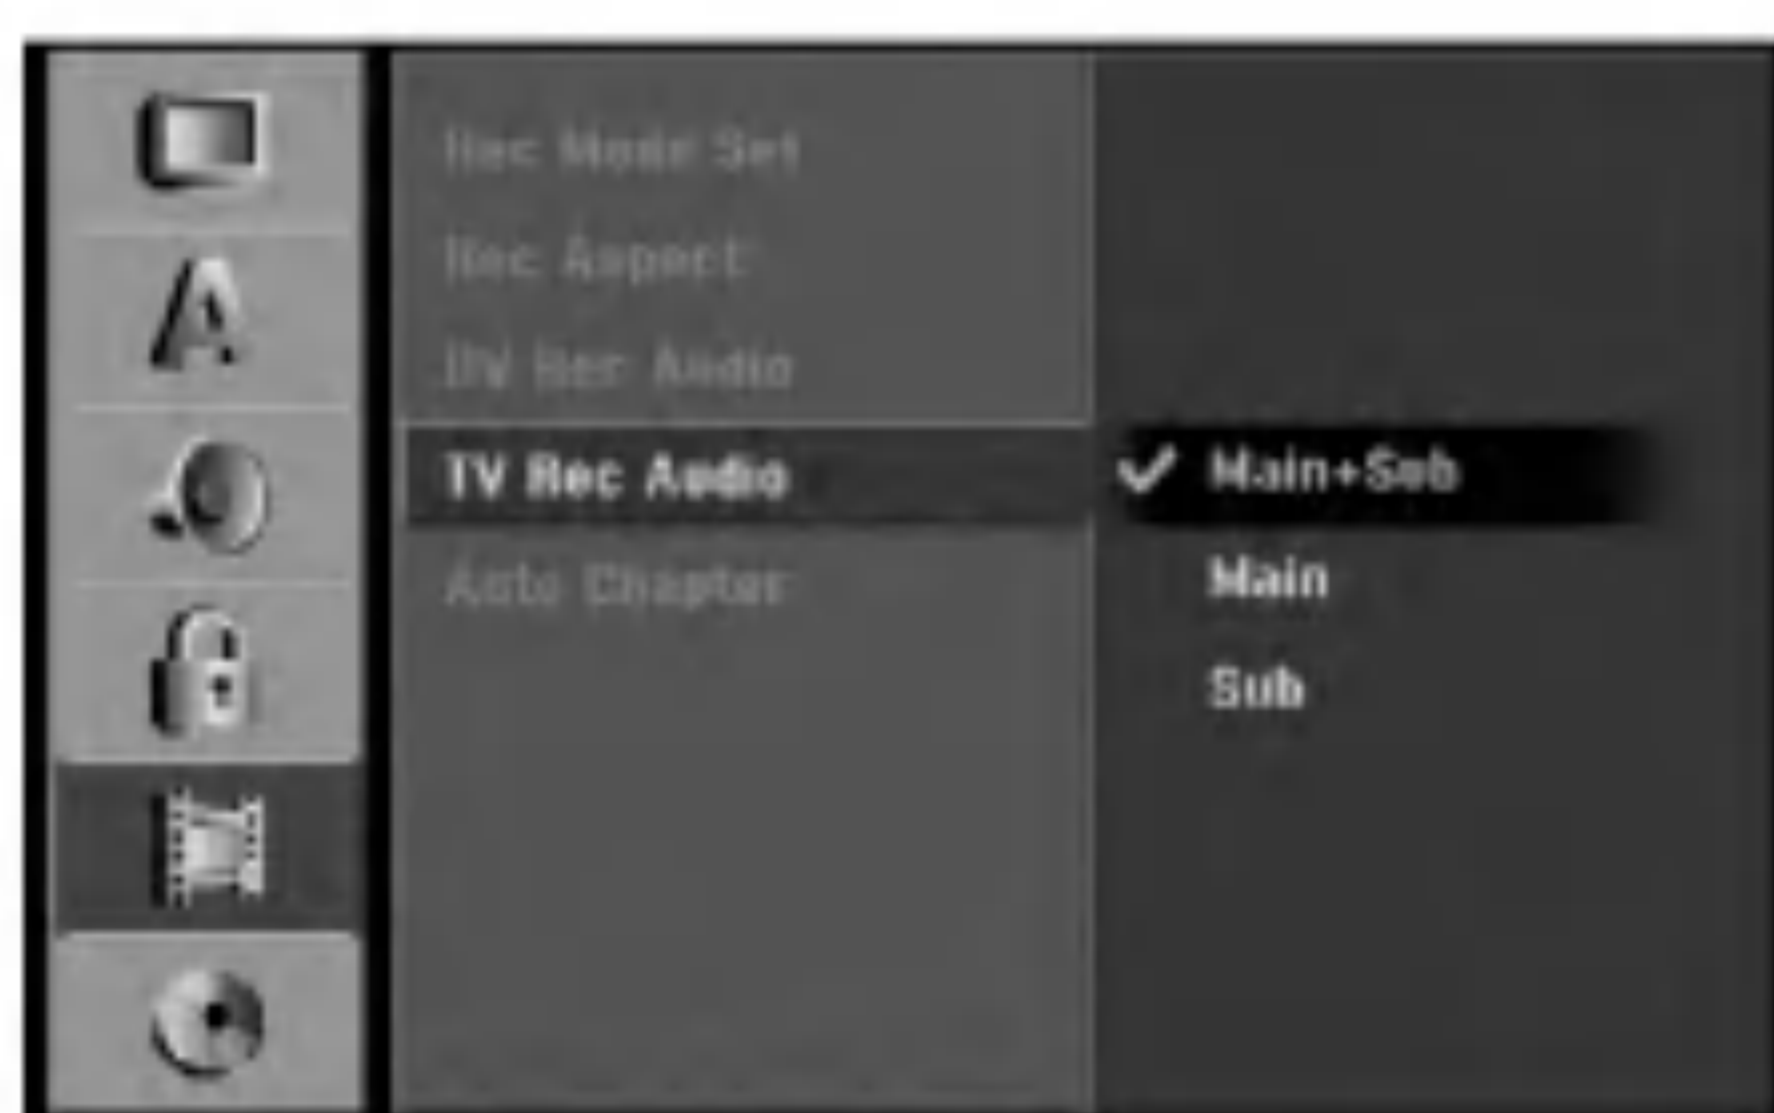 Rec Mode Set
Rec Aspect
DV Rec Audio
TV Rec Audio
Auto Chapter
Main+Sub
Main
Sub